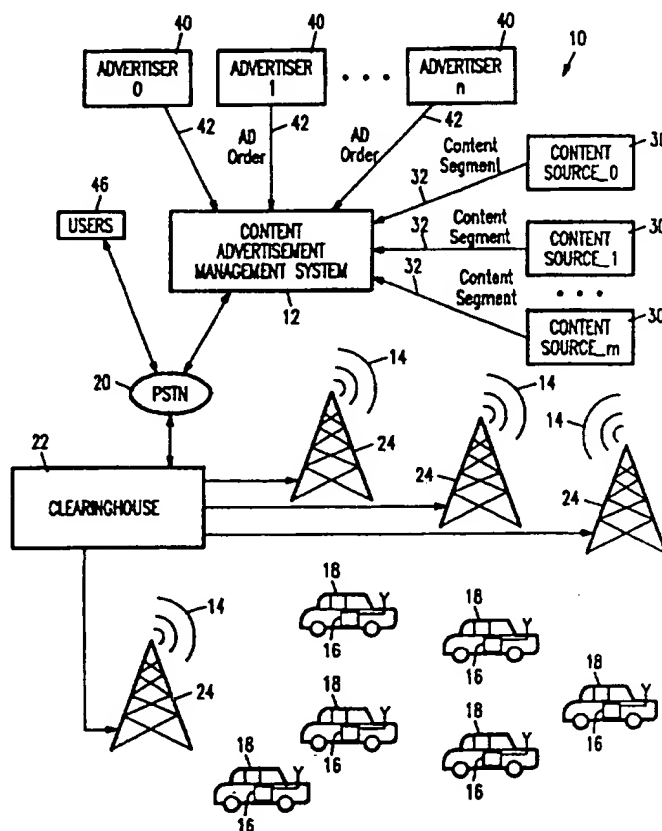 40
40
40
10
ADVERTISER
0
ADVERTISER
1
• • •
ADVERTISER
n
42
42
42
AD
Order
AD
Order
Content
Segment
32
CONTENT
SOURCE_0
30
46
USERS
CONTENT
ADVERTISEMENT
MANAGEMENT SYSTEM
12
Content
Segment
32
CONTENT
SOURCE_1
30
Content
Segment
32
• • •
CONTENT
SOURCE_m
30
20
PSTN
14
24
14
24
14
24
22
CLEARINGHOUSE
14
24
18
16
18
16
18
16
18
16
18
16
18
16